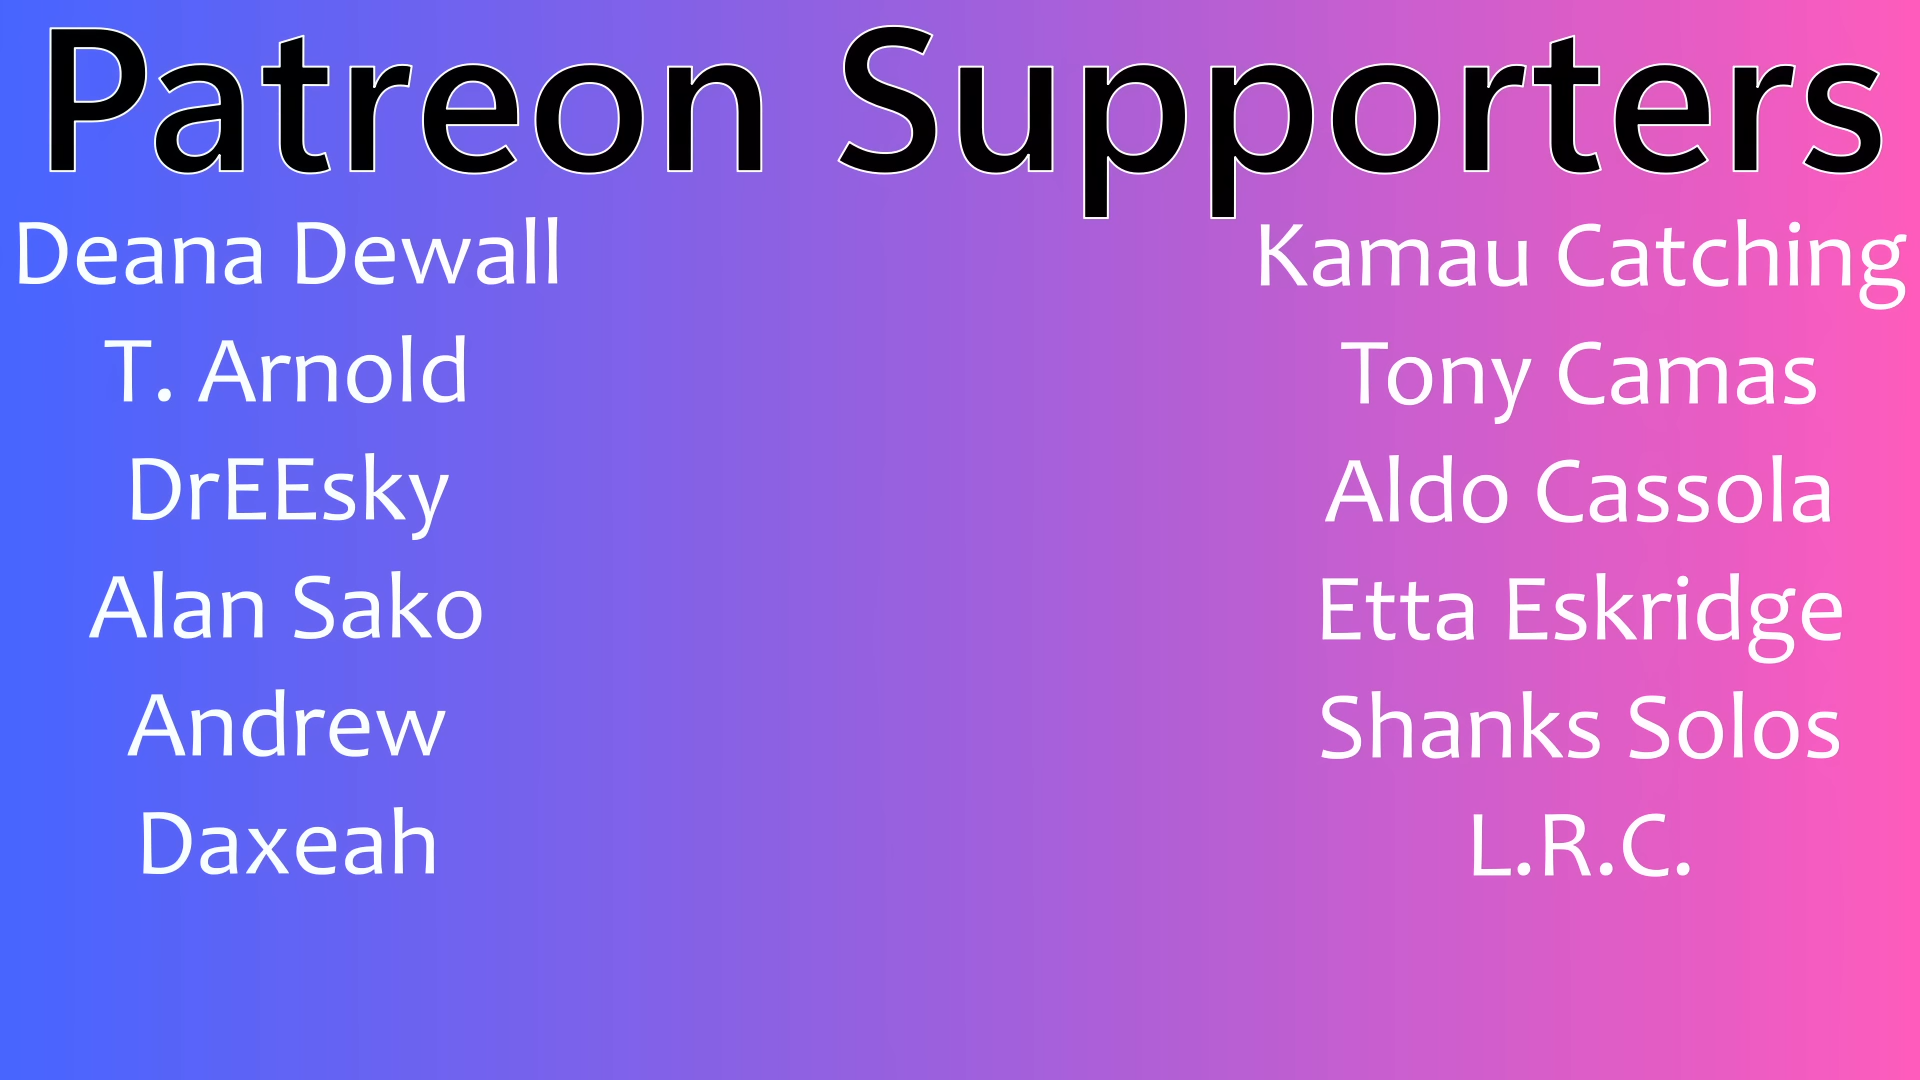 Patreon Supporters
Deana Dewall
T. Arnold
DrEEsky
Alan Sako
Andrew
Daxeah
Kamau Catching
Tony Camas
Aldo Cassola
Etta Eskridge
Shanks Solos
L.R.C.